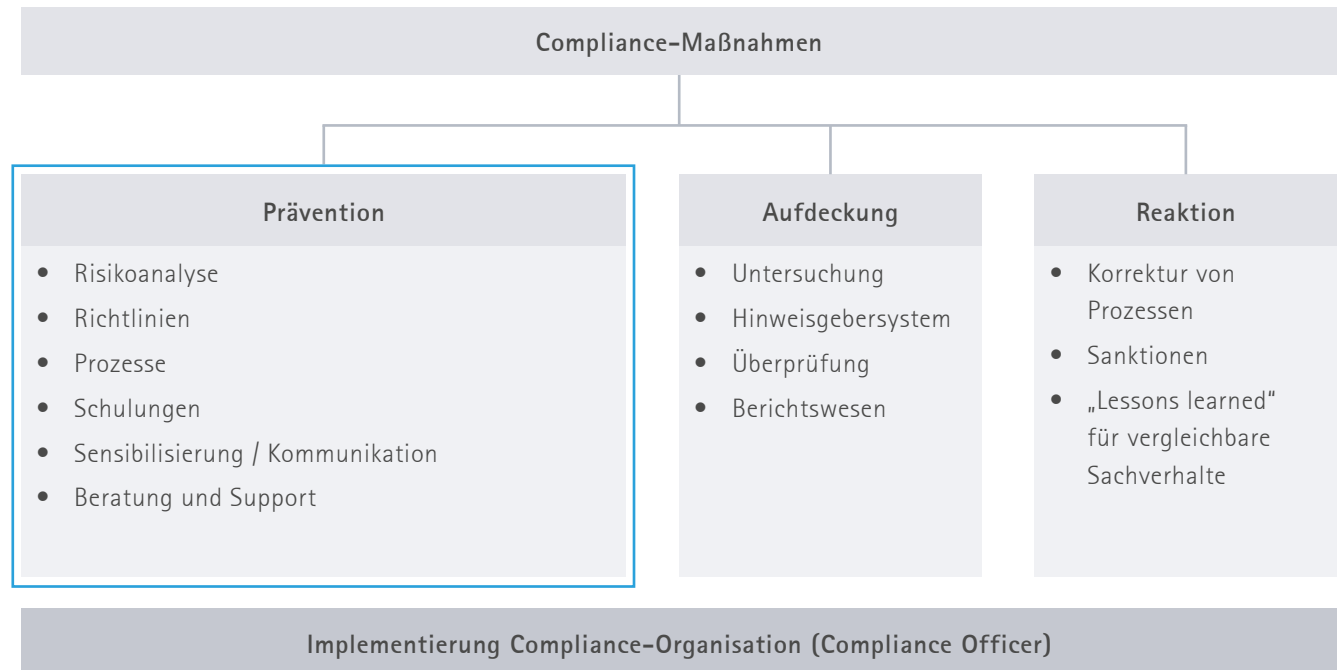 Compliance-Maßnahmen
Prävention
• Risikoanalyse
• Richtlinien
• Prozesse
• Schulungen
• Sensibilisierung / Kommunikation
• Beratung und Support
Aufdeckung
• Untersuchung
• Hinweisgebersystem
• Überprüfung
• Berichtswesen
Reaktion
• Korrektur von
Prozessen
• Sanktionen
• „Lessons learned“
für vergleichbare
Sachverhalte
Implementierung Compliance-Organisation (Compliance Officer)